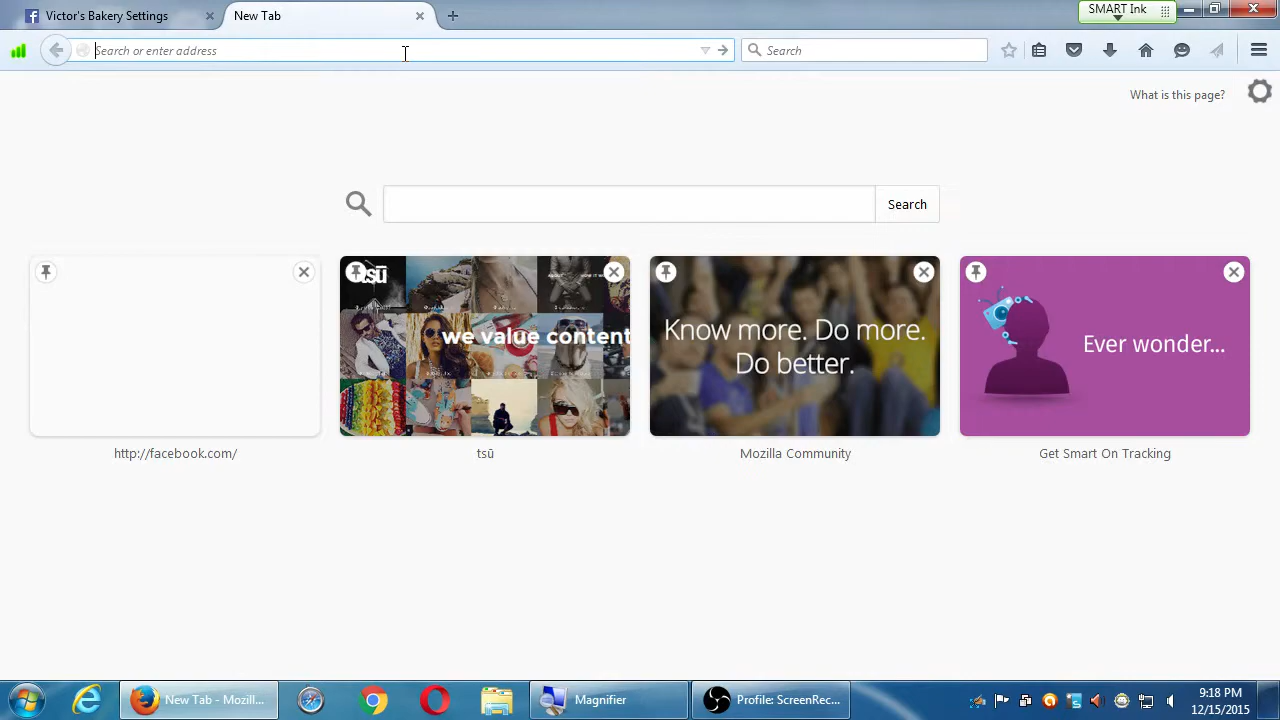 Victor's Bakery Settings
New Tab
SMART Ink
Search or enter address
Search
What is this page?
Search
tsū
we value content
Know more. Do more.
Do better.
Ever wonder...
http://facebook.com/
tsū
Mozilla Community
Get Smart On Tracking
New Tab - Mozill...
Magnifier
Profile: ScreenRec...
9:18 PM
12/15/2015